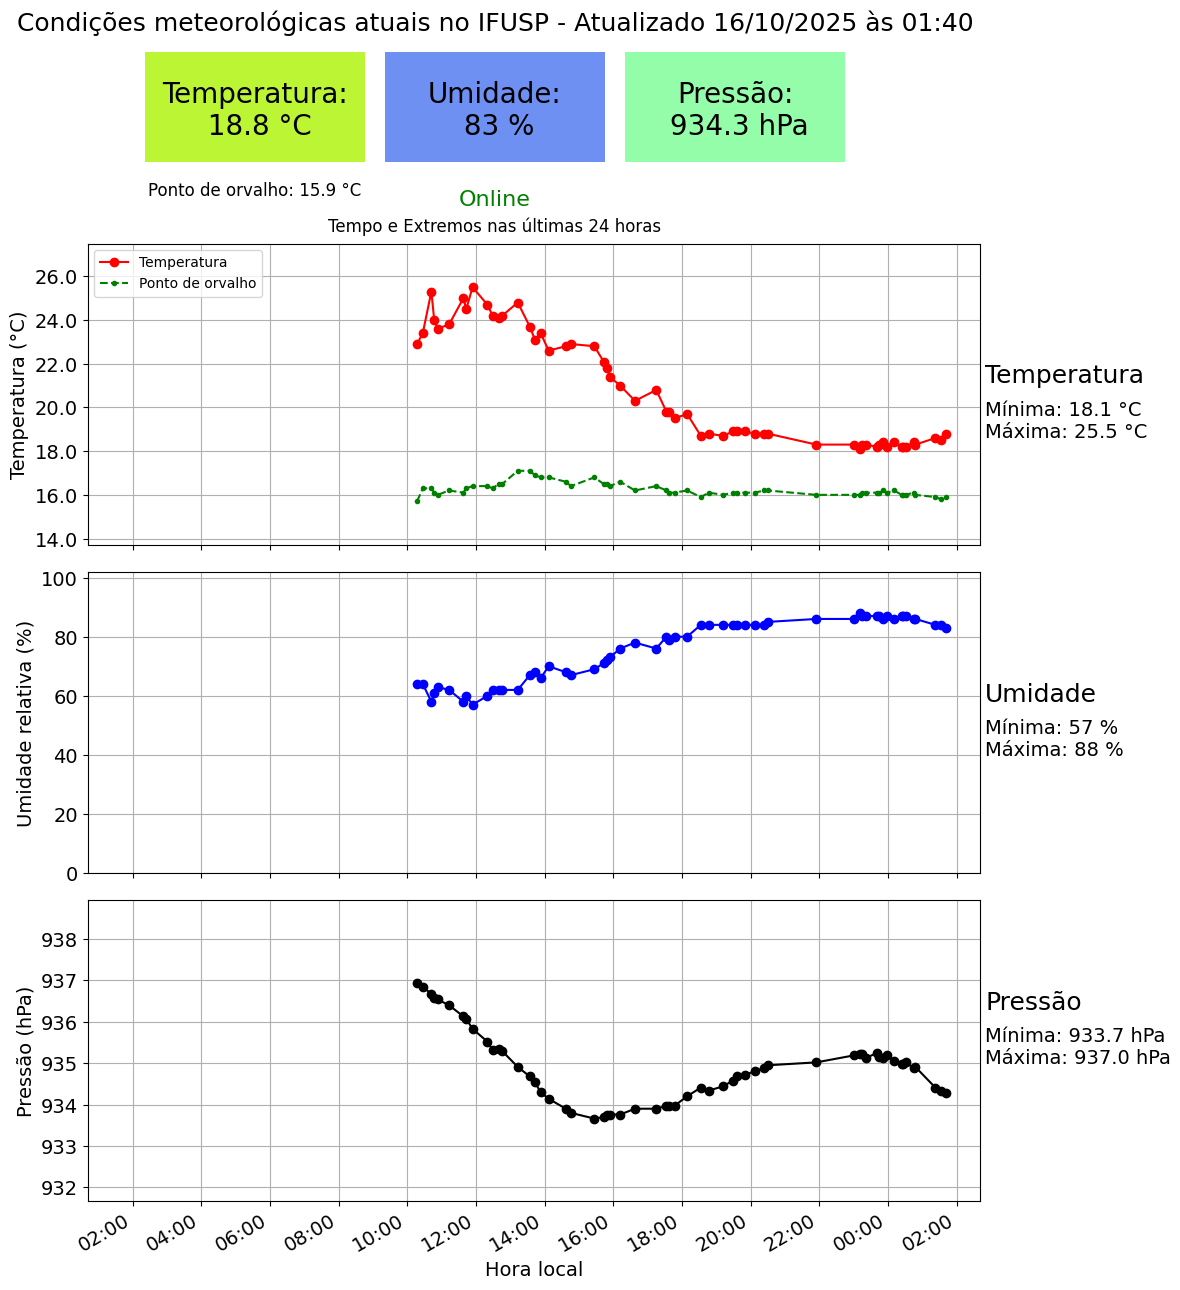 Condições meteorológicas atuais no IFUSP - Atualizado 16/10/2025 às 01:40
Temperatura:
18.8 °C
Umidade:
83 %
Pressão:
934.3 hPa
Ponto de orvalho: 15.9 °C
Online
Tempo e Extremos nas últimas 24 horas
Temperatura
Ponto de orvalho
Temperatura (°C)
26.0
24.0
22.0
20.0
18.0
16.0
14.0
Temperatura
Mínima: 18.1 °C
Máxima: 25.5 °C
Umidade relativa (%)
100
80
60
40
20
0
Umidade
Mínima: 57 %
Máxima: 88 %
Pressão (hPa)
938
937
936
935
934
933
932
Pressão
Mínima: 933.7 hPa
Máxima: 937.0 hPa
02:00 04:00 06:00 08:00 10:00 12:00 14:00 16:00 18:00 20:00 22:00 00:00 02:00
Hora local